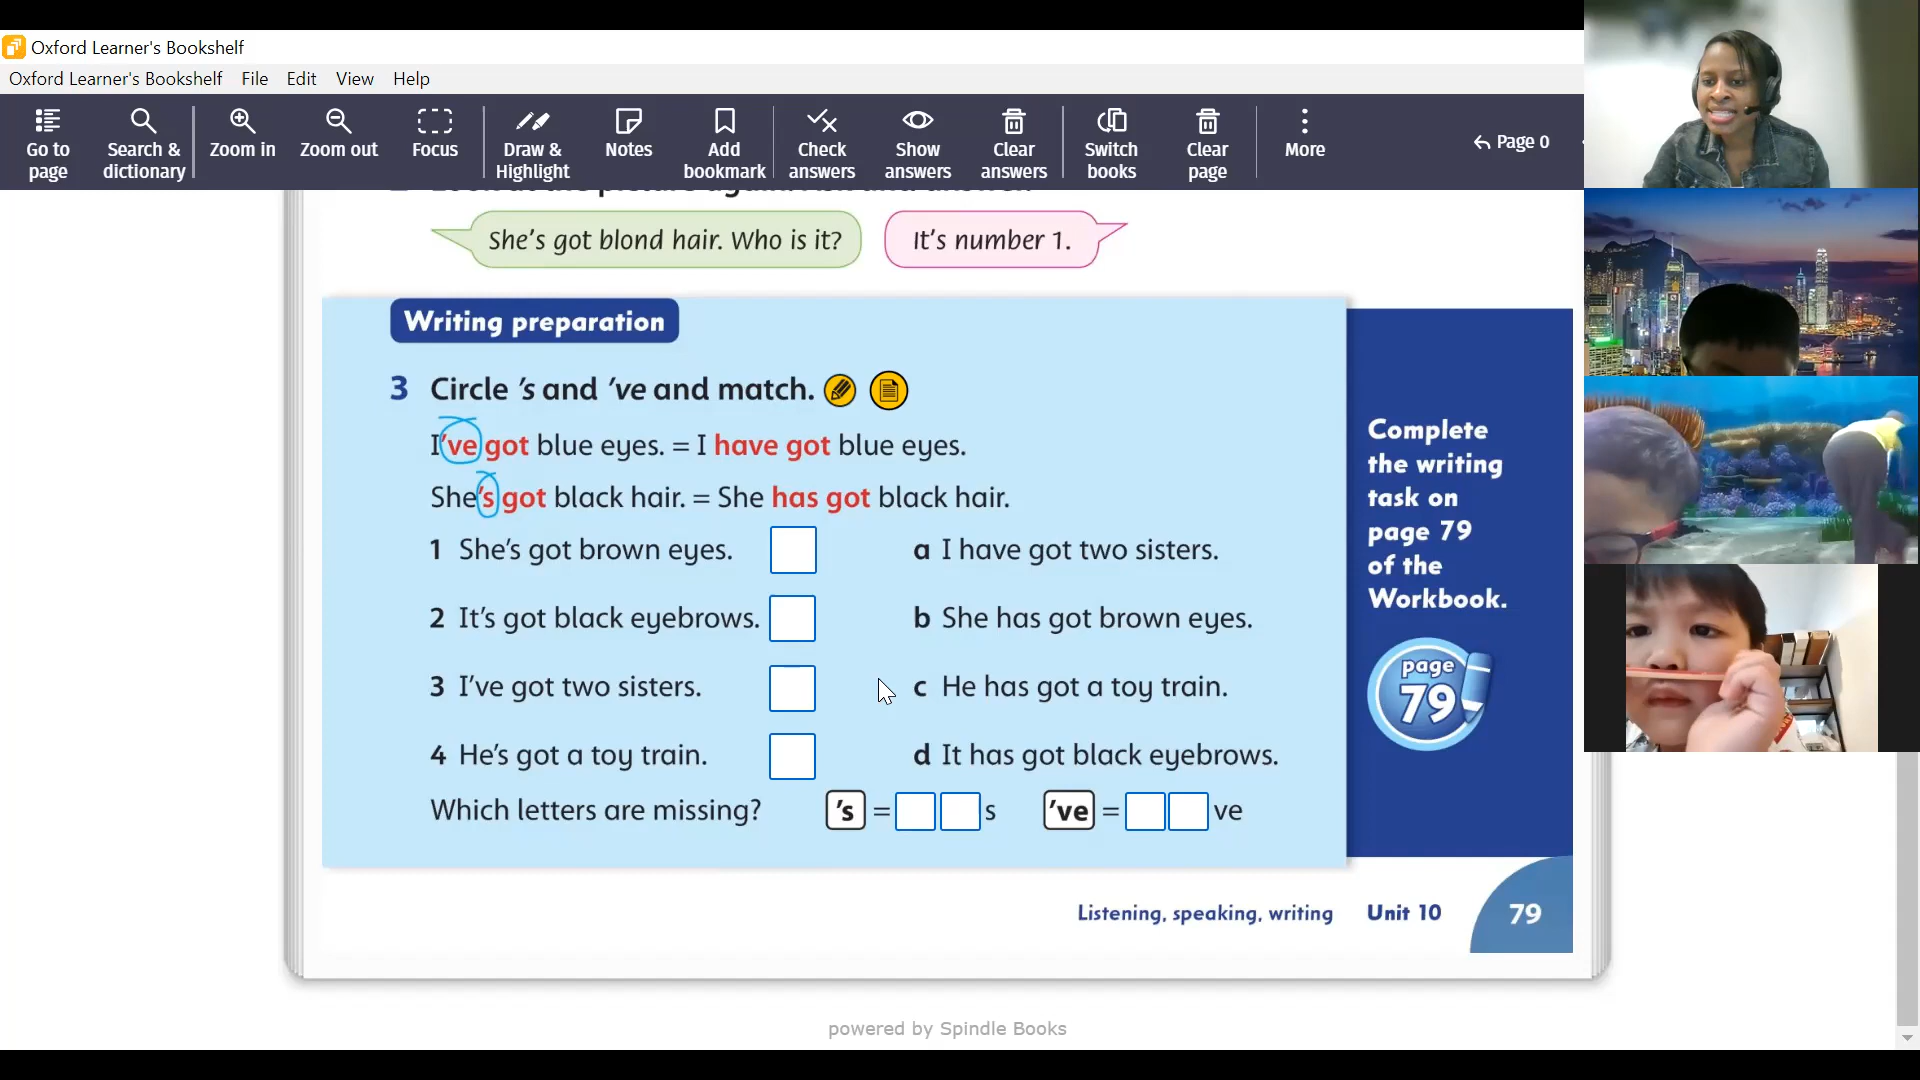 Oxford Learner's Bookshelf
Oxford Learner's Bookshelf File Edit View Help
Go to page
Search & dictionary
Zoom in
Zoom out
Focus
Draw & Highlight
Notes
Add bookmark
Check answers
Show answers
Clear answers
Switch books
Clear page
More
Page 0
She's got blond hair. Who is it?
It's number 1.
Writing preparation
3 Circle 's and 've and match.
I've got blue eyes. = I have got blue eyes.
She's got black hair. = She has got black hair.
1 She's got brown eyes.
a I have got two sisters.
2 It's got black eyebrows.
b She has got brown eyes.
3 I've got two sisters.
c He has got a toy train.
4 He's got a toy train.
d It has got black eyebrows.
Which letters are missing? 's = s 've = ve
Complete
the writing
task on
page 79
of the
Workbook.
page
79
Listening, speaking, writing Unit 10 79
powered by Spindle Books